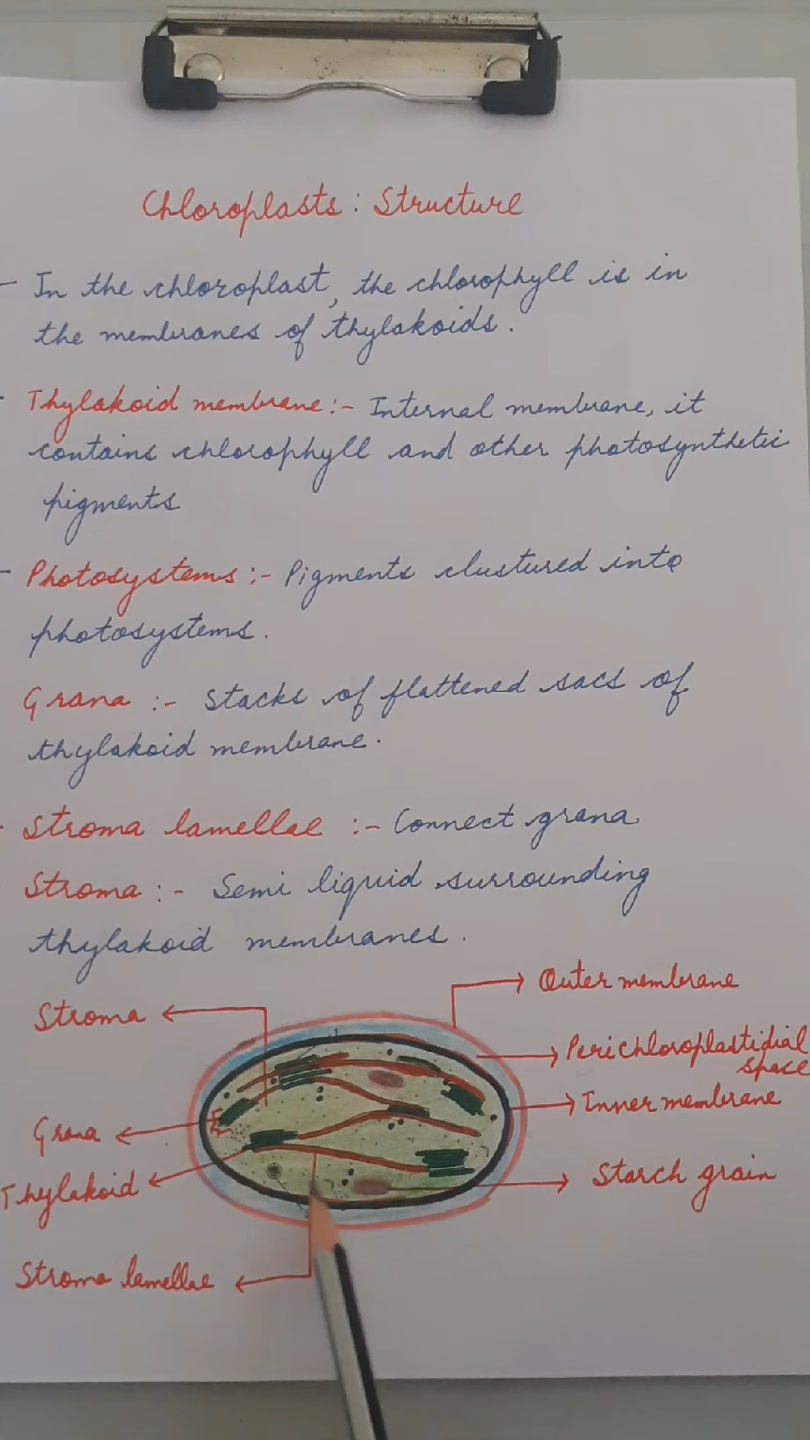 Chloroplasts : Structure
- In the chloroplast, the chlorophyll is in
the membranes of thylakoids.
- Thylakoid membrane:- Internal membrane, it
contains chlorophyll and other photosynthetic
pigments
- Photosystems:- Pigments clustured into
photosystems.
Grana :- Stacks of flattened sacs of
thylakoid membrane.
- Stroma lamellae :- Connect grana
Stroma :- Semi liquid surrounding
thylakoid membranes.
Outer membrane
Stroma
Perichloroplastidial
space
Inner membrane
Grana
Starch grain
Thylakoid
Stroma lamellae